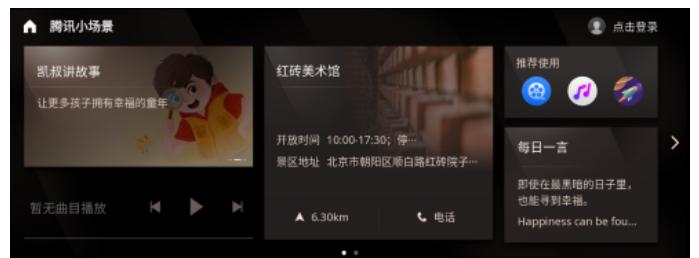 腾讯小场景
点击登录
凯叔讲故事
让更多孩子拥有幸福的童年
暂无曲目播放
红砖美术馆
开放时间 10:00-17:30; 停…
景区地址 北京市朝阳区顺白路红砖院子…
6.30km
电话
推荐使用
每日一言
即使在最黑暗的日子里，
也能寻到幸福。
Happiness can be fou...